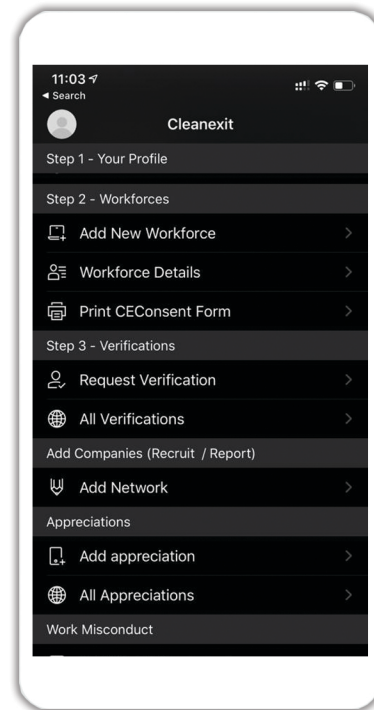 11:03
◄ Search
Cleanexit
Step 1 - Your Profile
Step 2 - Workforces
Add New Workforce
Workforce Details
Print CEConsent Form
Step 3 - Verifications
Request Verification
All Verifications
Add Companies (Recruit / Report)
Add Network
Appreciations
Add appreciation
All Appreciations
Work Misconduct